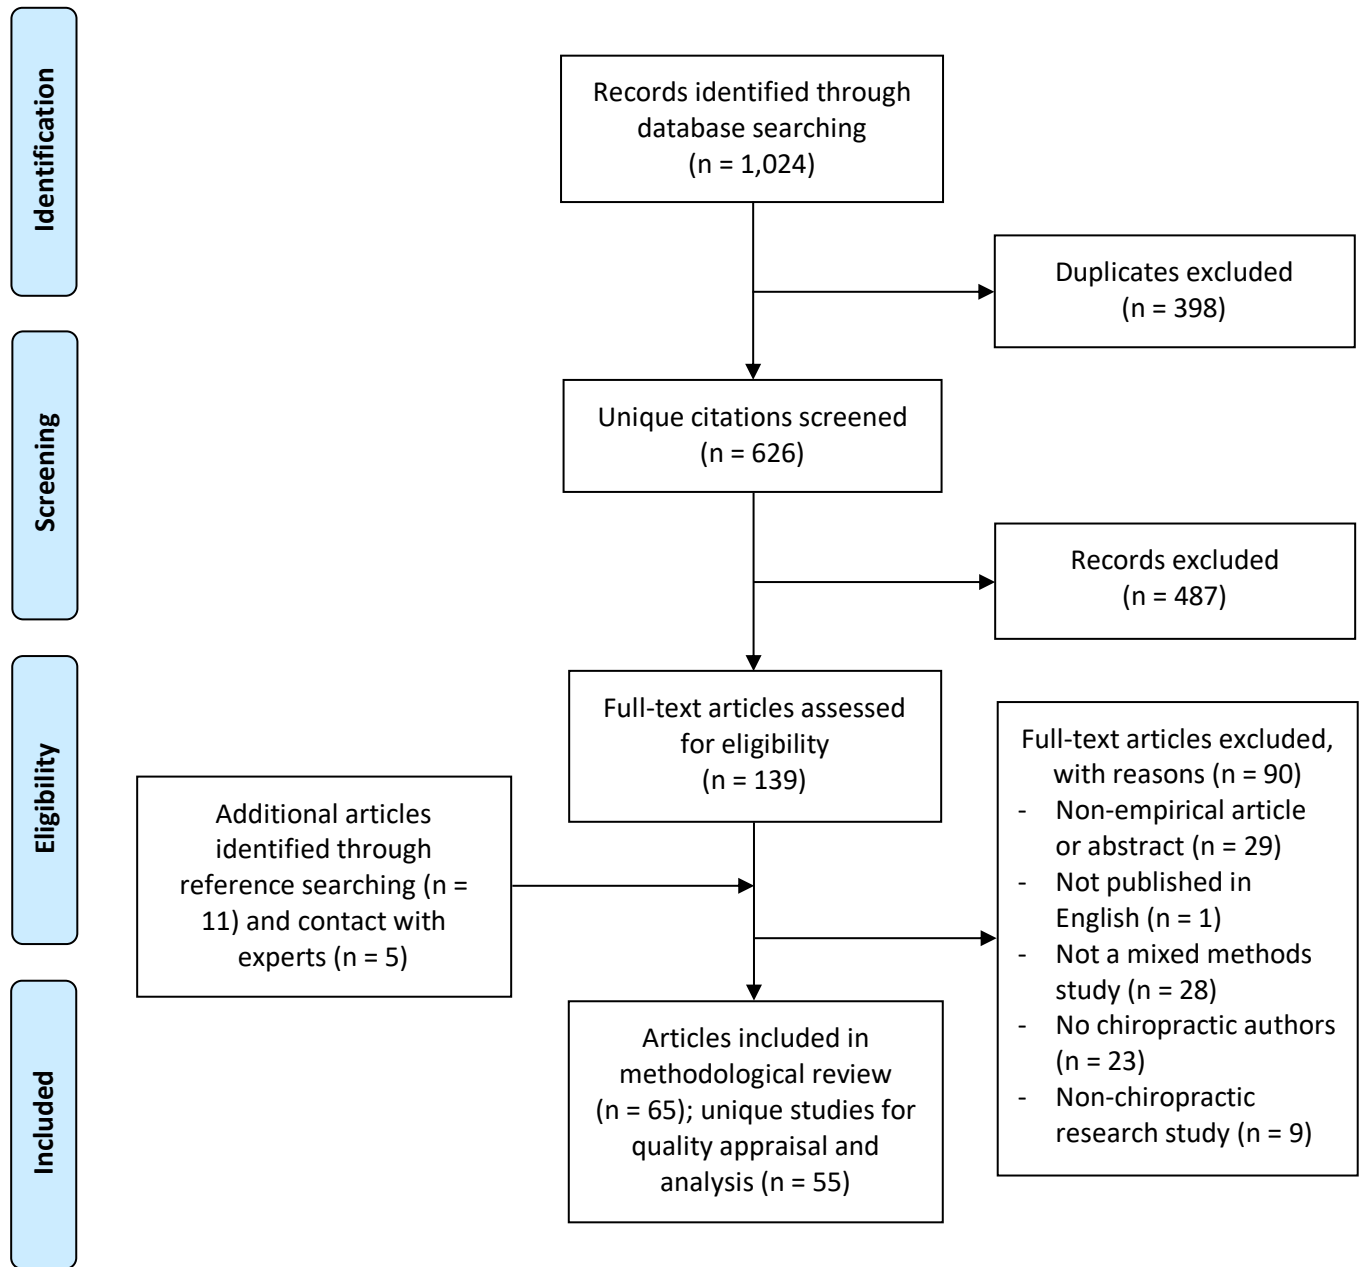 Identification
Records identified through
database searching
(n = 1,024)
Duplicates excluded
(n = 398)
Screening
Unique citations screened
(n = 626)
Records excluded
(n = 487)
Eligibility
Full-text articles assessed
for eligibility
(n = 139)
Additional articles
identified through
reference searching (n =
11) and contact with
experts (n = 5)
Full-text articles excluded,
with reasons (n = 90)
- Non-empirical article
or abstract (n = 29)
- Not published in
English (n = 1)
- Not a mixed methods
study (n = 28)
- No chiropractic authors
(n = 23)
- Non-chiropractic
research study (n = 9)
Included
Articles included in
methodological review
(n = 65); unique studies for
quality appraisal and
analysis (n = 55)